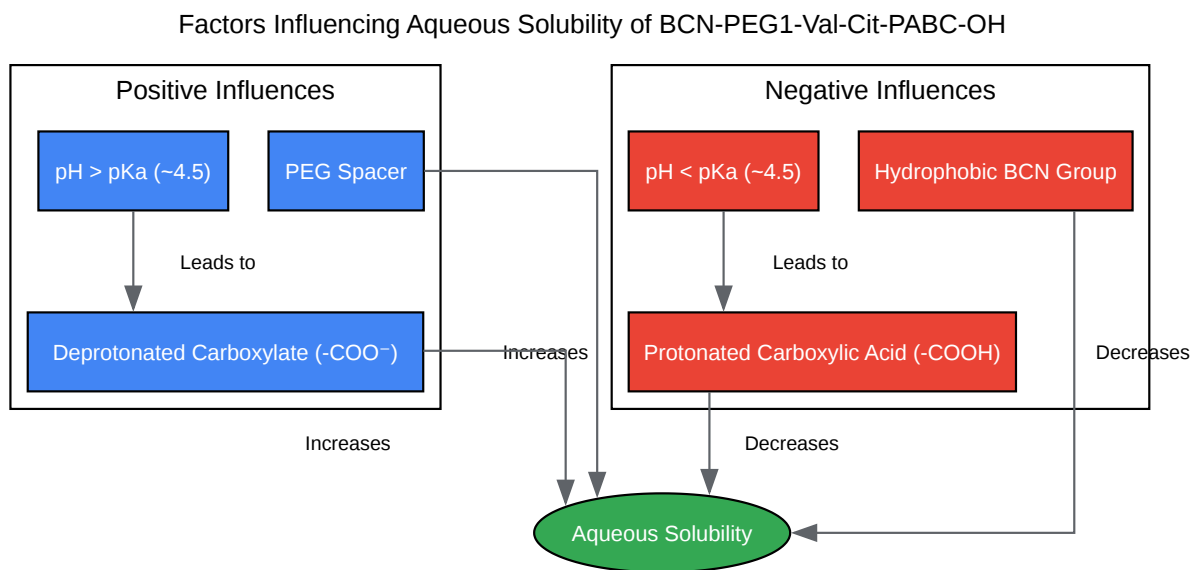 Factors Influencing Aqueous Solubility of BCN-PEG1-Val-Cit-PABC-OH
Positive Influences
pH > pKa (~4.5)
PEG Spacer
Leads to
Deprotonated Carboxylate (-COO⁻)
Increases
Increases
Negative Influences
pH < pKa (~4.5)
Hydrophobic BCN Group
Leads to
Protonated Carboxylic Acid (-COOH)
Decreases
Decreases
Aqueous Solubility